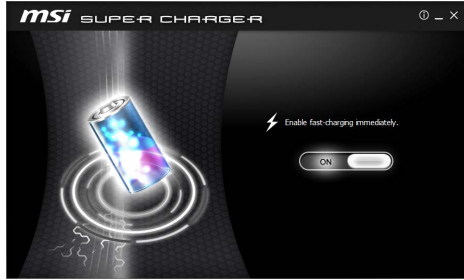 msi SUPER CHARGER
Enable fast-charging immediately.
ON